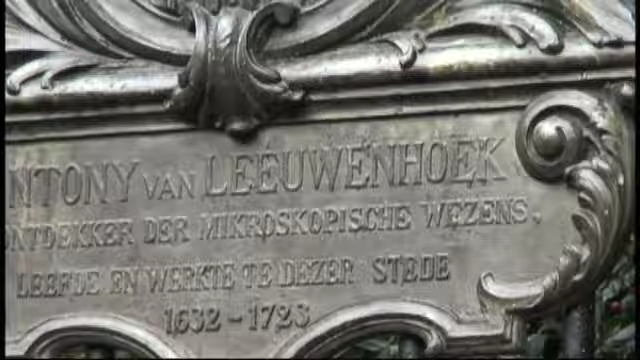 NTONY VAN LEEUWENHOEK
ONTDEKKER DER MIKROSKOPISCHE WEZENS.
LEEFDE EN WERKTE TE DEZER STEDE
1632-1723